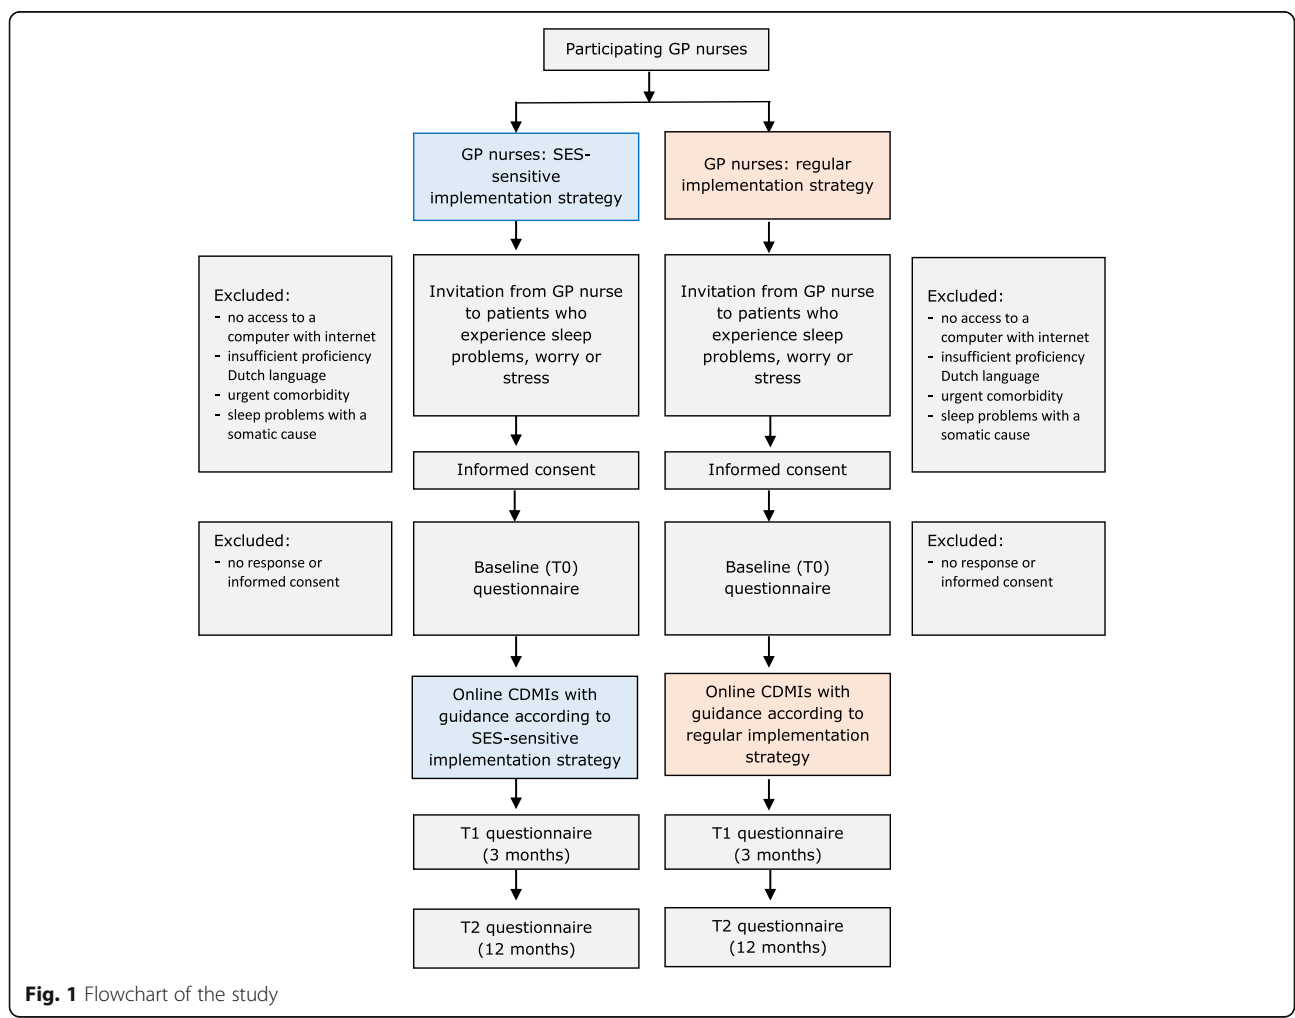 Participating GP nurses
GP nurses: SES-
sensitive
implementation strategy
GP nurses: regular
implementation strategy
Excluded:
- no access to a
computer with internet
- insufficient proficiency
Dutch language
- urgent comorbidity
- sleep problems with a
somatic cause
Invitation from GP nurse
to patients who
experience sleep
problems, worry or
stress
Invitation from GP nurse
to patients who
experience sleep
problems, worry or
stress
Excluded:
- no access to a
computer with internet
- insufficient proficiency
Dutch language
- urgent comorbidity
- sleep problems with a
somatic cause
Informed consent
Informed consent
Excluded:
- no response or
informed consent
Baseline (T0)
questionnaire
Baseline (T0)
questionnaire
Excluded:
- no response or
informed consent
Online CDMIs with
guidance according to
SES-sensitive
implementation strategy
Online CDMIs with
guidance according to
regular implementation
strategy
T1 questionnaire
(3 months)
T1 questionnaire
(3 months)
T2 questionnaire
(12 months)
T2 questionnaire
(12 months)
Fig. 1 Flowchart of the study